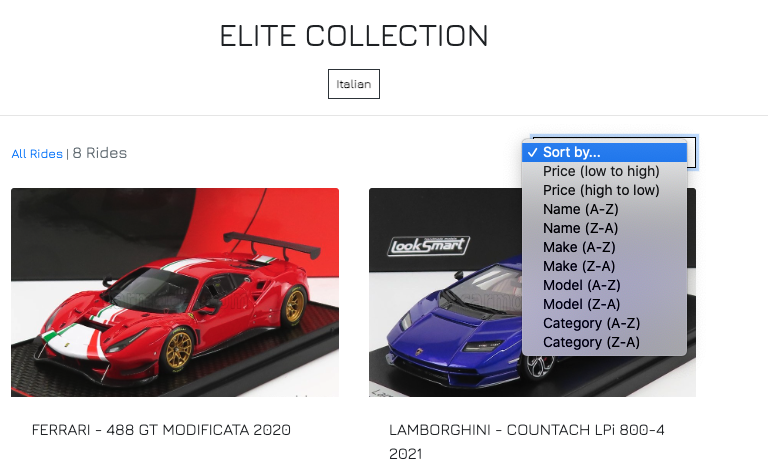 ELITE COLLECTION
Italian
All Rides | 8 Rides
✓ Sort by...
Price (low to high)
Price (high to low)
Name (A-Z)
Name (Z-A)
Make (A-Z)
Make (Z-A)
Model (A-Z)
Model (Z-A)
Category (A-Z)
Category (Z-A)
LookSmart
FERRARI - 488 GT MODIFICATA 2020
LAMBORGHINI - COUNTACH LPi 800-4
2021